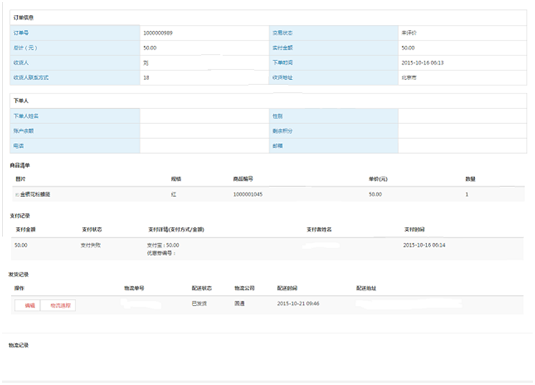 订单信息
订单号 1000000989 交易状态 未评价
总计（元） 50.00 实付金额 50.00
收货人 刘 下单时间 2015-10-16 06:13
收货人联系方式 18 收货地址 北京市
下单人
下单人姓名 性别
账户余额 剩余积分
电话 邮箱
商品清单
图片 规格 商品编号 单价(元) 数量
红 1000001045 50.00 1
支付记录
支付金额 支付状态 支付详情(支付方式/金额) 支付者姓名 支付时间
50.00 支付失败 支付宝：50.00 2015-10-16 06:14
优惠卷编号：
发货记录
操作 物流单号 配送状态 物流公司 配送时间 配送地址
编辑 物流追踪 已发货 圆通 2015-10-21 09:46
物流记录